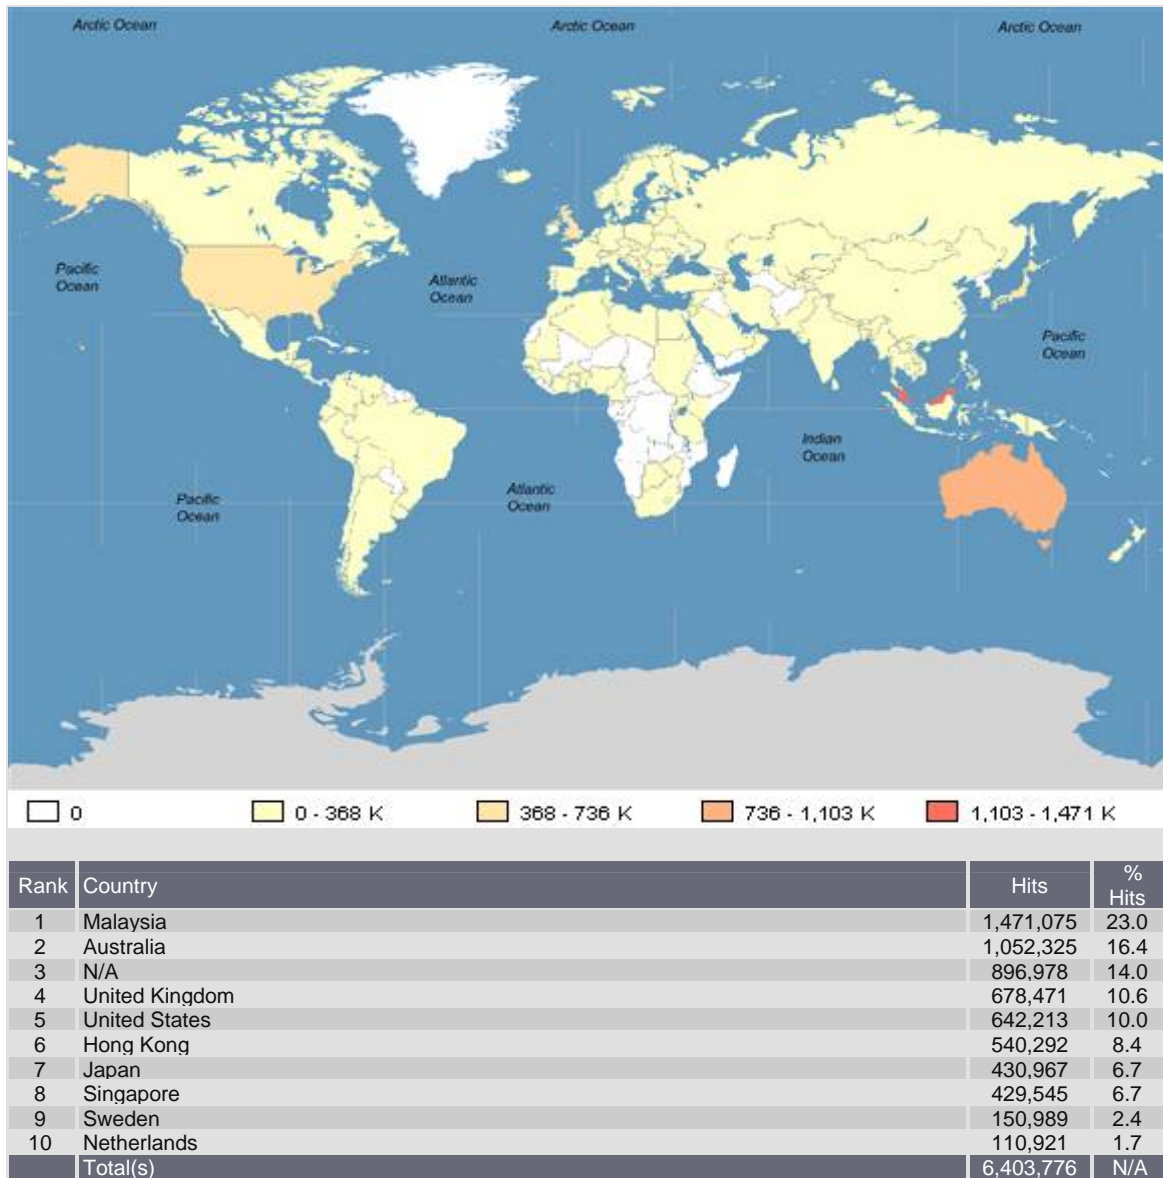 Arctic Ocean
Arctic Ocean
Arctic Ocean
Pacific
Ocean
Atlantic
Ocean
Pacific
Ocean
Indian
Ocean
Pacific
Ocean
Atlantic
Ocean
0
0 - 368 K
368 - 736 K
736 - 1,103 K
1,103 - 1,471 K
Rank Country Hits % Hits
1 Malaysia 1,471,075 23.0
2 Australia 1,052,325 16.4
3 N/A 896,978 14.0
4 United Kingdom 678,471 10.6
5 United States 642,213 10.0
6 Hong Kong 540,292 8.4
7 Japan 430,967 6.7
8 Singapore 429,545 6.7
9 Sweden 150,989 2.4
10 Netherlands 110,921 1.7
Total(s) 6,403,776 N/A